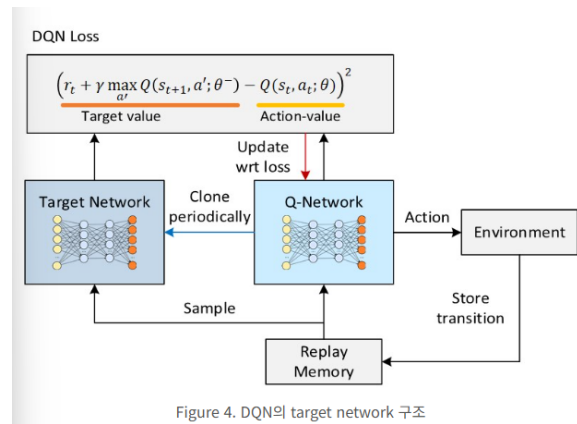 DQN Loss
(r_t + γ max_{a'} Q(s_{t+1}, a'; θ^-) − Q(s_t, a_t; θ))^2
Target value
Action-value
Update
wrt loss
Target Network
Clone
periodically
Q-Network
Action
Environment
Sample
Store
transition
Replay
Memory
Figure 4. DQN의 target network 구조